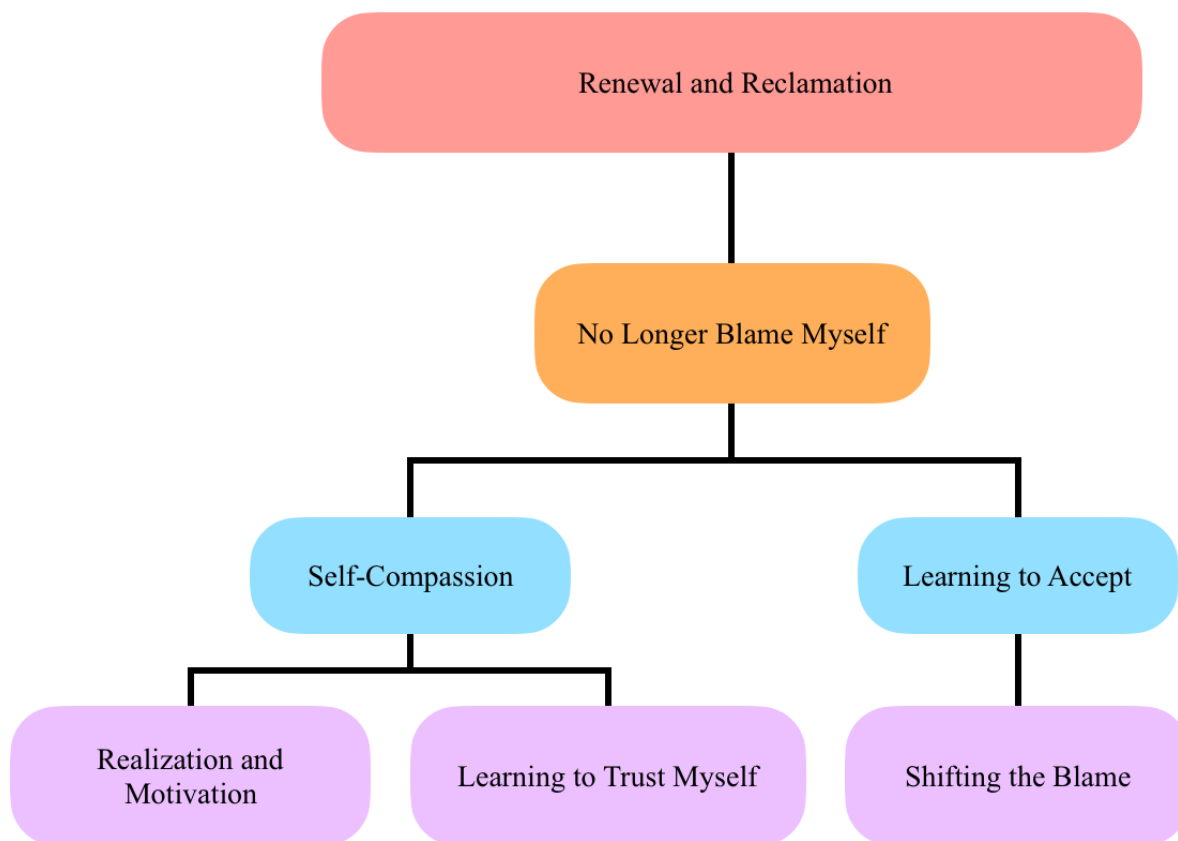 Renewal and Reclamation
No Longer Blame Myself
Self-Compassion
Learning to Accept
Realization and
Motivation
Learning to Trust Myself
Shifting the Blame